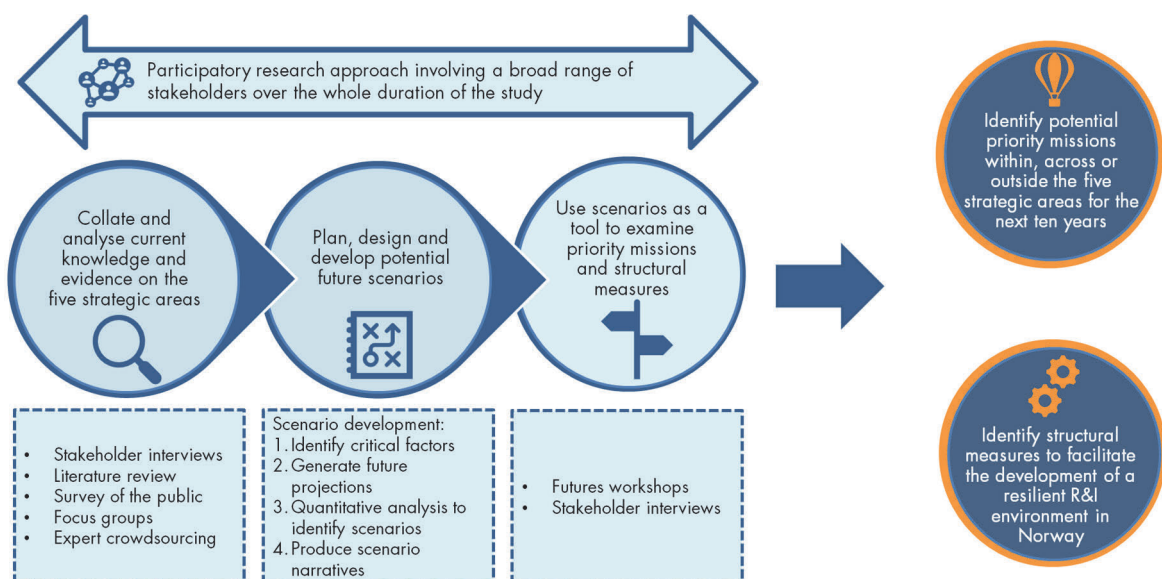 Participatory research approach involving a broad range of
stakeholders over the whole duration of the study
Collate and
analyse current
knowledge and
evidence on the
five strategic areas
Plan, design and
develop potential
future scenarios
Use scenarios as a
tool to examine
priority missions
and structural
measures
• Stakeholder interviews
• Literature review
• Survey of the public
• Focus groups
• Expert crowdsourcing
Scenario development:
1. Identify critical factors
2. Generate future
projections
3. Quantitative analysis to
identify scenarios
4. Produce scenario
narratives
• Futures workshops
• Stakeholder interviews
Identify potential
priority missions
within, across or
outside the five
strategic areas for the
next ten years
Identify structural
measures to facilitate
the development of a
resilient R&I
environment in
Norway